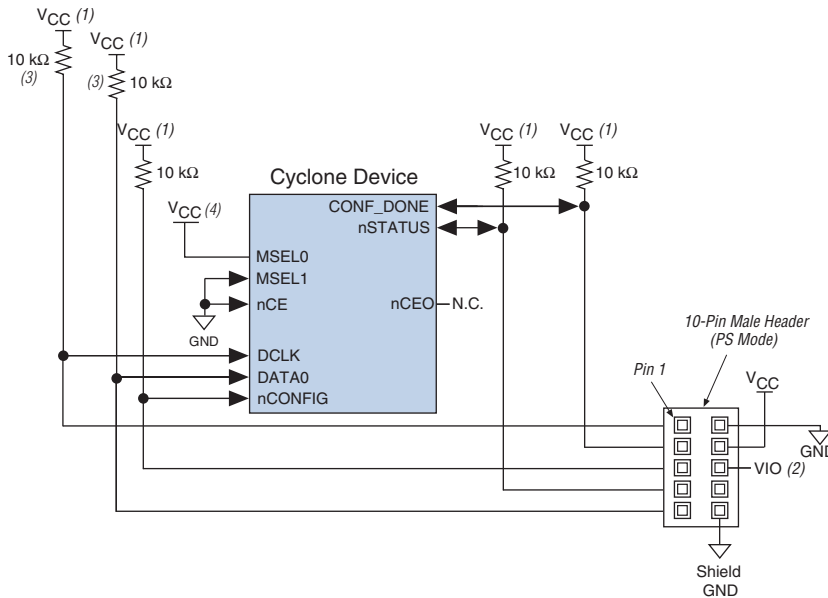 VCC (1)
10 kΩ
(3)
VCC (1)
(3) 10 kΩ
VCC (1)
10 kΩ
VCC (1)
10 kΩ
VCC (1)
10 kΩ
Cyclone Device
VCC (4)
CONF_DONE
nSTATUS
MSEL0
MSEL1
nCE
nCEO
N.C.
GND
DCLK
DATA0
nCONFIG
10-Pin Male Header
(PS Mode)
Pin 1
VCC
GND
VIO (2)
Shield
GND